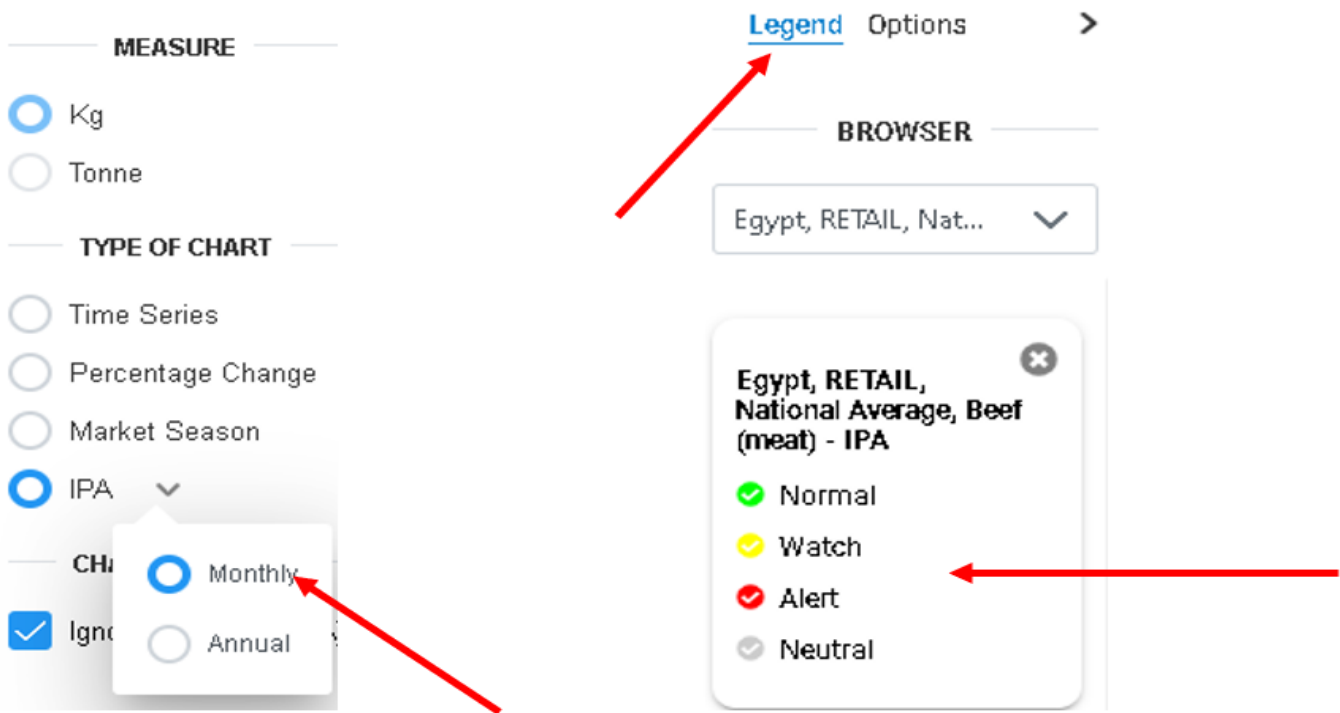 MEASURE
Kg
Tonne
TYPE OF CHART
Time Series
Percentage Change
Market Season
IPA
Monthly
Annual
Legend Options
BROWSER
Egypt, RETAIL, Nat...
Egypt, RETAIL,
National Average, Beef
(meat) - IPA
Normal
Watch
Alert
Neutral